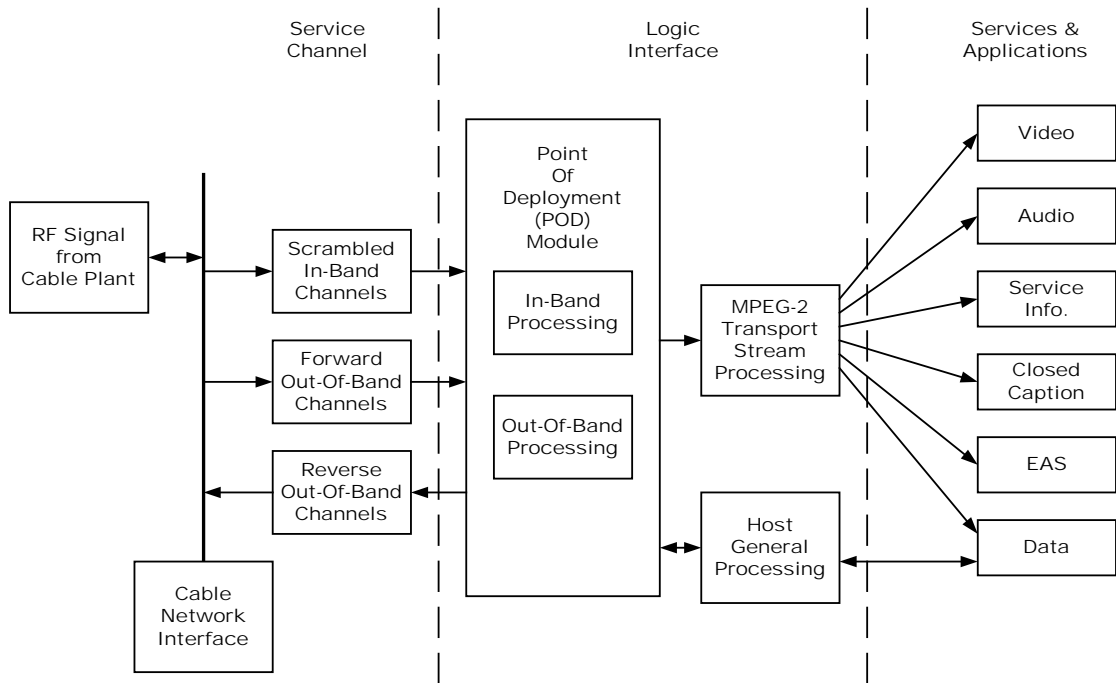 Service
Channel
Logic
Interface
Services &
Applications
RF Signal
from
Cable Plant
Scrambled
In-Band
Channels
Forward
Out-Of-Band
Channels
Reverse
Out-Of-Band
Channels
Cable
Network
Interface
Point
Of
Deployment
(POD)
Module
In-Band
Processing
Out-Of-Band
Processing
MPEG-2
Transport
Stream
Processing
Host
General
Processing
Video
Audio
Service
Info.
Closed
Caption
EAS
Data